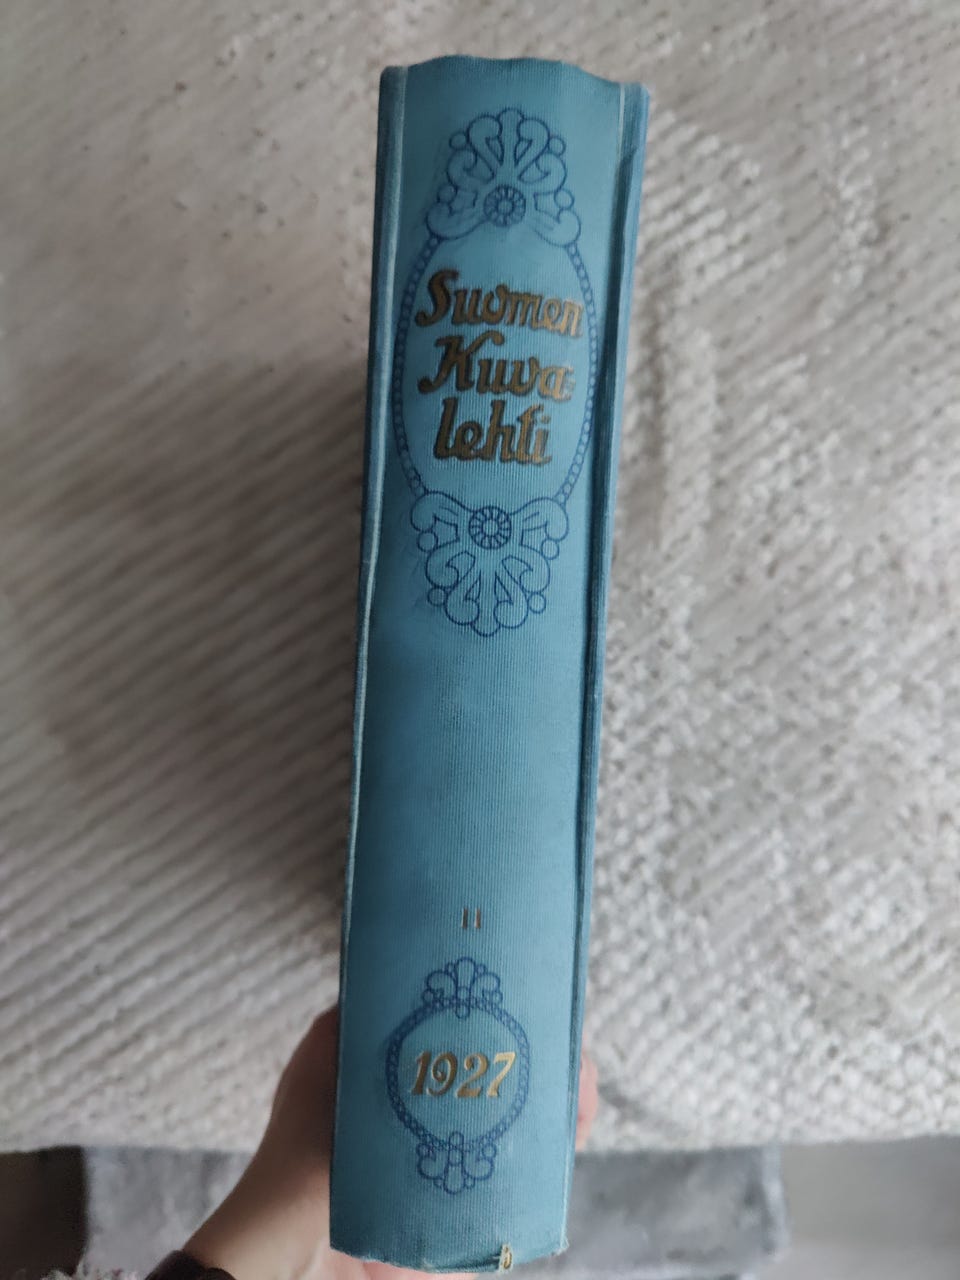 Suomen
Kuva-
lehti
II
1927